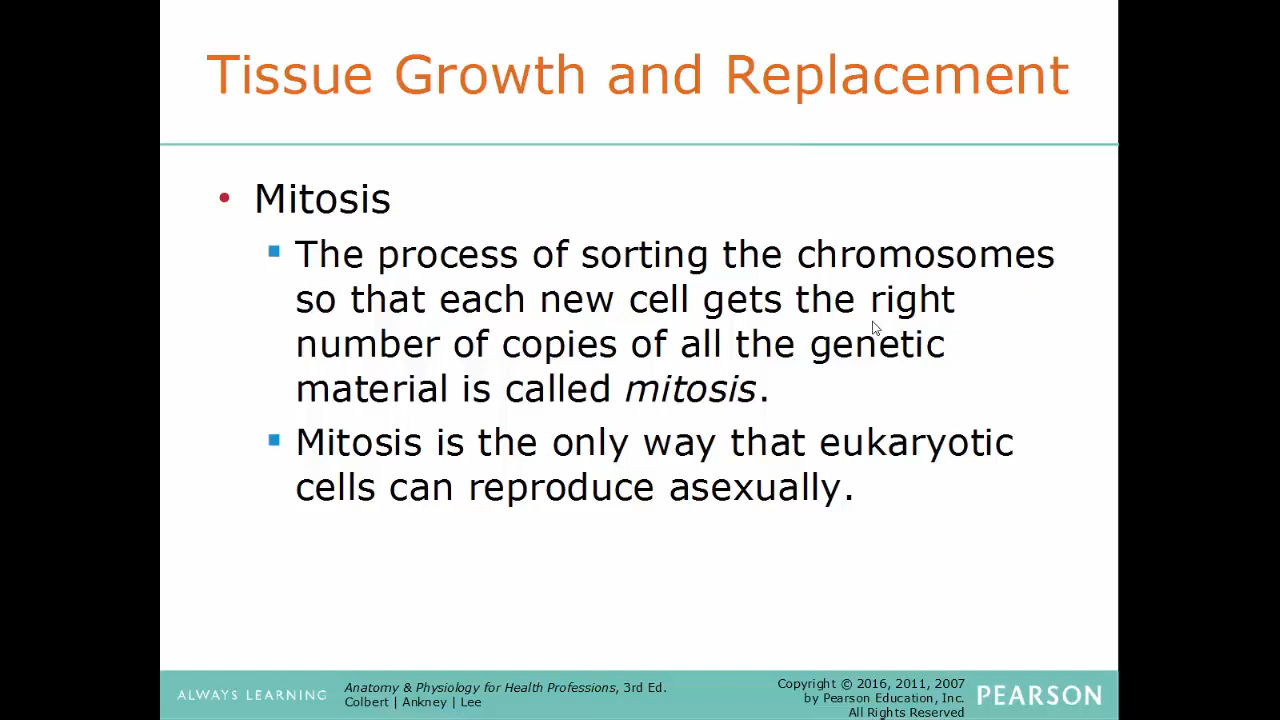 Tissue Growth and Replacement
• Mitosis
▪ The process of sorting the chromosomes
so that each new cell gets the right
number of copies of all the genetic
material is called mitosis.
▪ Mitosis is the only way that eukaryotic
cells can reproduce asexually.
ALWAYS LEARNING
Anatomy & Physiology for Health Professions, 3rd Ed.
Colbert | Ankney | Lee
Copyright © 2016, 2011, 2007
by Pearson Education, Inc.
All Rights Reserved
PEARSON